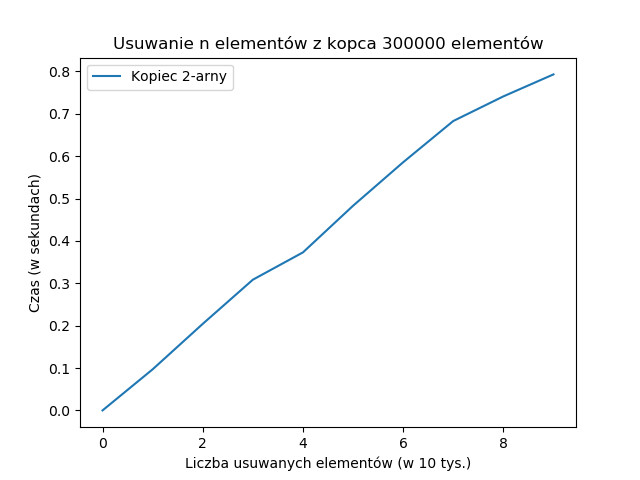 Usuwanie n elementów z kopca 300000 elementów
Kopiec 2-arny
Czas (w sekundach)
0.8
0.7
0.6
0.5
0.4
0.3
0.2
0.1
0.0
0 2 4 6 8
Liczba usuwanych elementów (w 10 tys.)